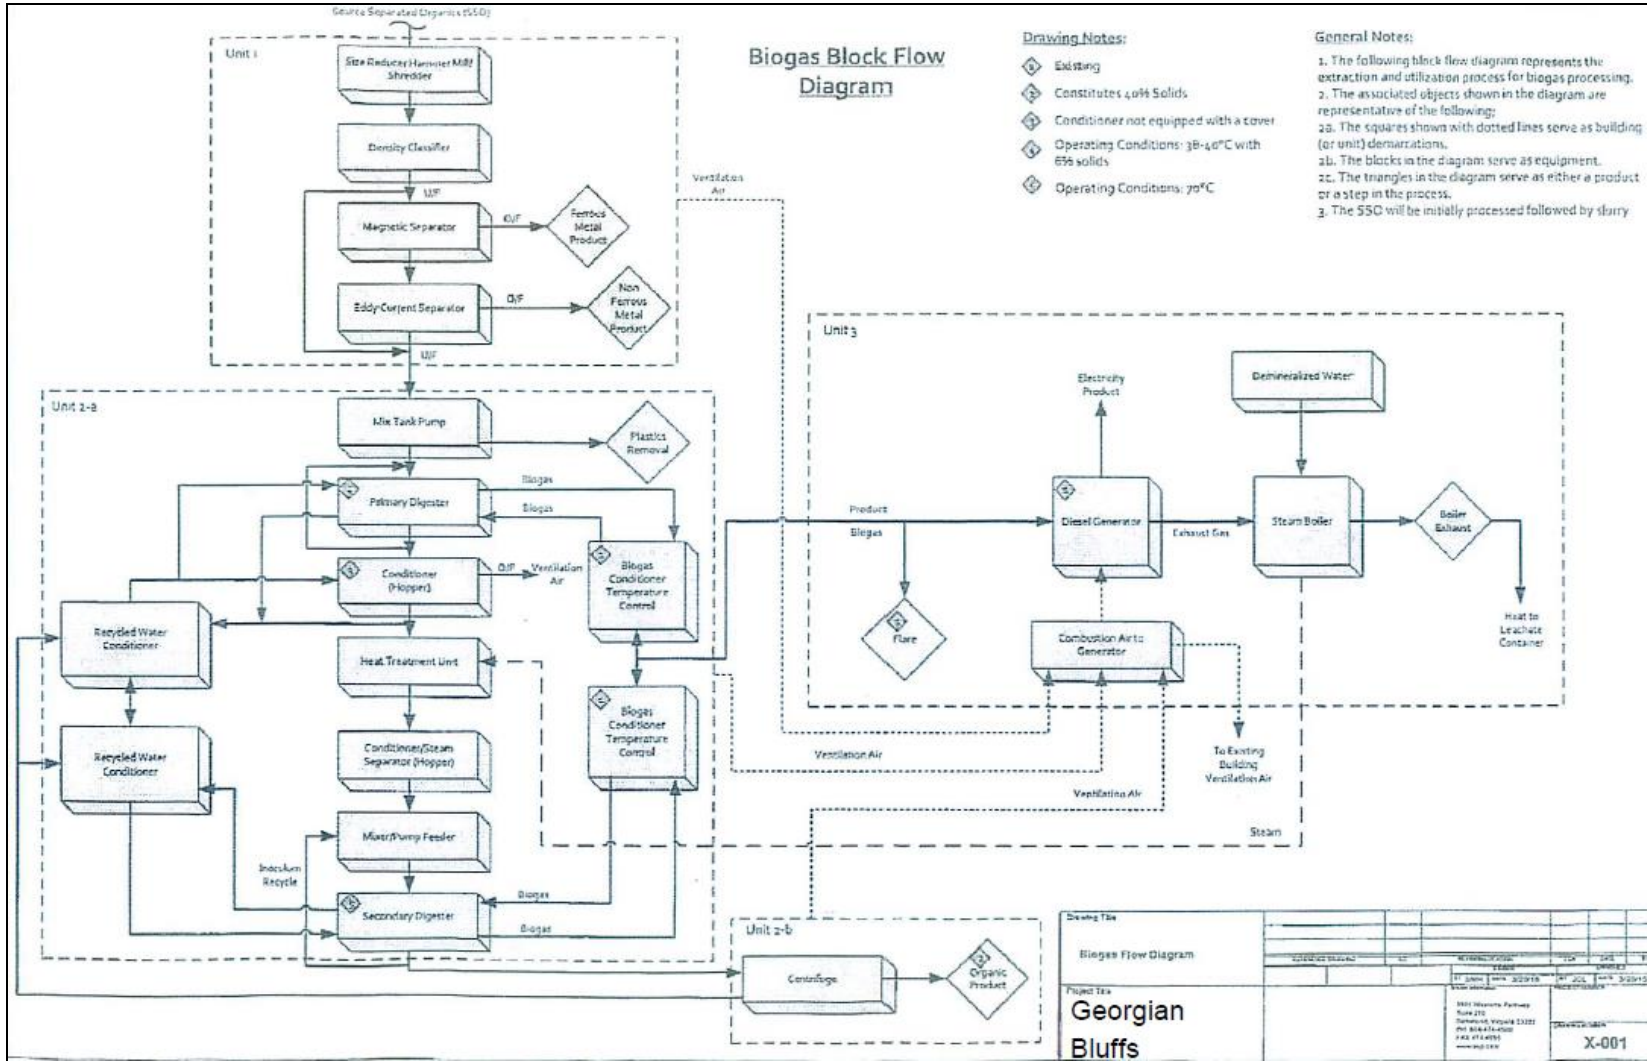 Source Separated Organics (SSO)
Unit 1
Size Reducer Hammer Mill/
Shredder
Density Classifier
U/F
Magnetic Separator
O/F
Ferrous
Metal
Product
Eddy Current Separator
O/F
Non
Ferrous
Metal
Product
U/F
Biogas Block Flow
Diagram
Drawing Notes:
Existing
Constitutes 40% Solids
Conditioner not equipped with a cover
Operating Conditions: 38-40°C with
6% solids
Operating Conditions: 70°C
General Notes:
1. The following block flow diagram represents the
extraction and utilization process for biogas processing.
2. The associated objects shown in the diagram are
representative of the following:
2a. The squares shown with dotted lines serve as building
(or unit) demarcations.
2b. The blocks in the diagram serve as equipment.
2c. The triangles in the diagram serve as either a product
or a step in the process.
3. The SSO will be initially processed followed by slurry
Ventilation
Air
Unit 2-a
Mix Tank Pump
Plastics
Removal
Primary Digester
Biogas
Biogas
Conditioner
(Hopper)
O/F
Ventilation
Air
Biogas
Conditioner
Temperature
Control
Recycled Water
Conditioner
Heat Treatment Unit
Biogas
Conditioner
Temperature
Control
Recycled Water
Conditioner
Conditioner/Steam
Separator (Hopper)
Mixer/Pump Feeder
Inoculum
Recycle
Secondary Digester
Biogas
Biogas
Unit 3
Electricity
Product
Demineralized Water
Product
Biogas
Diesel Generator
Exhaust Gas
Steam Boiler
Boiler
Exhaust
Flare
Combustion Air to
Generator
Heat to
Leachate
Container
To Existing
Building
Ventilation Air
Ventilation Air
Ventilation Air
Steam
Unit 2-b
Centrifuge
Organic
Product
Drawing Title
Biogas Flow Diagram
Project Title
Georgian
Bluffs
X-001